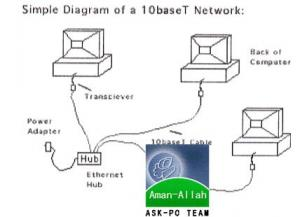 Simple Diagram of a 10baseT Network:
Back of
Computer
Transciever
Power
Adapter
10baseT Cable
Hub
Ethernet
Hub
Aman-Allah
ASK-PC TEAM